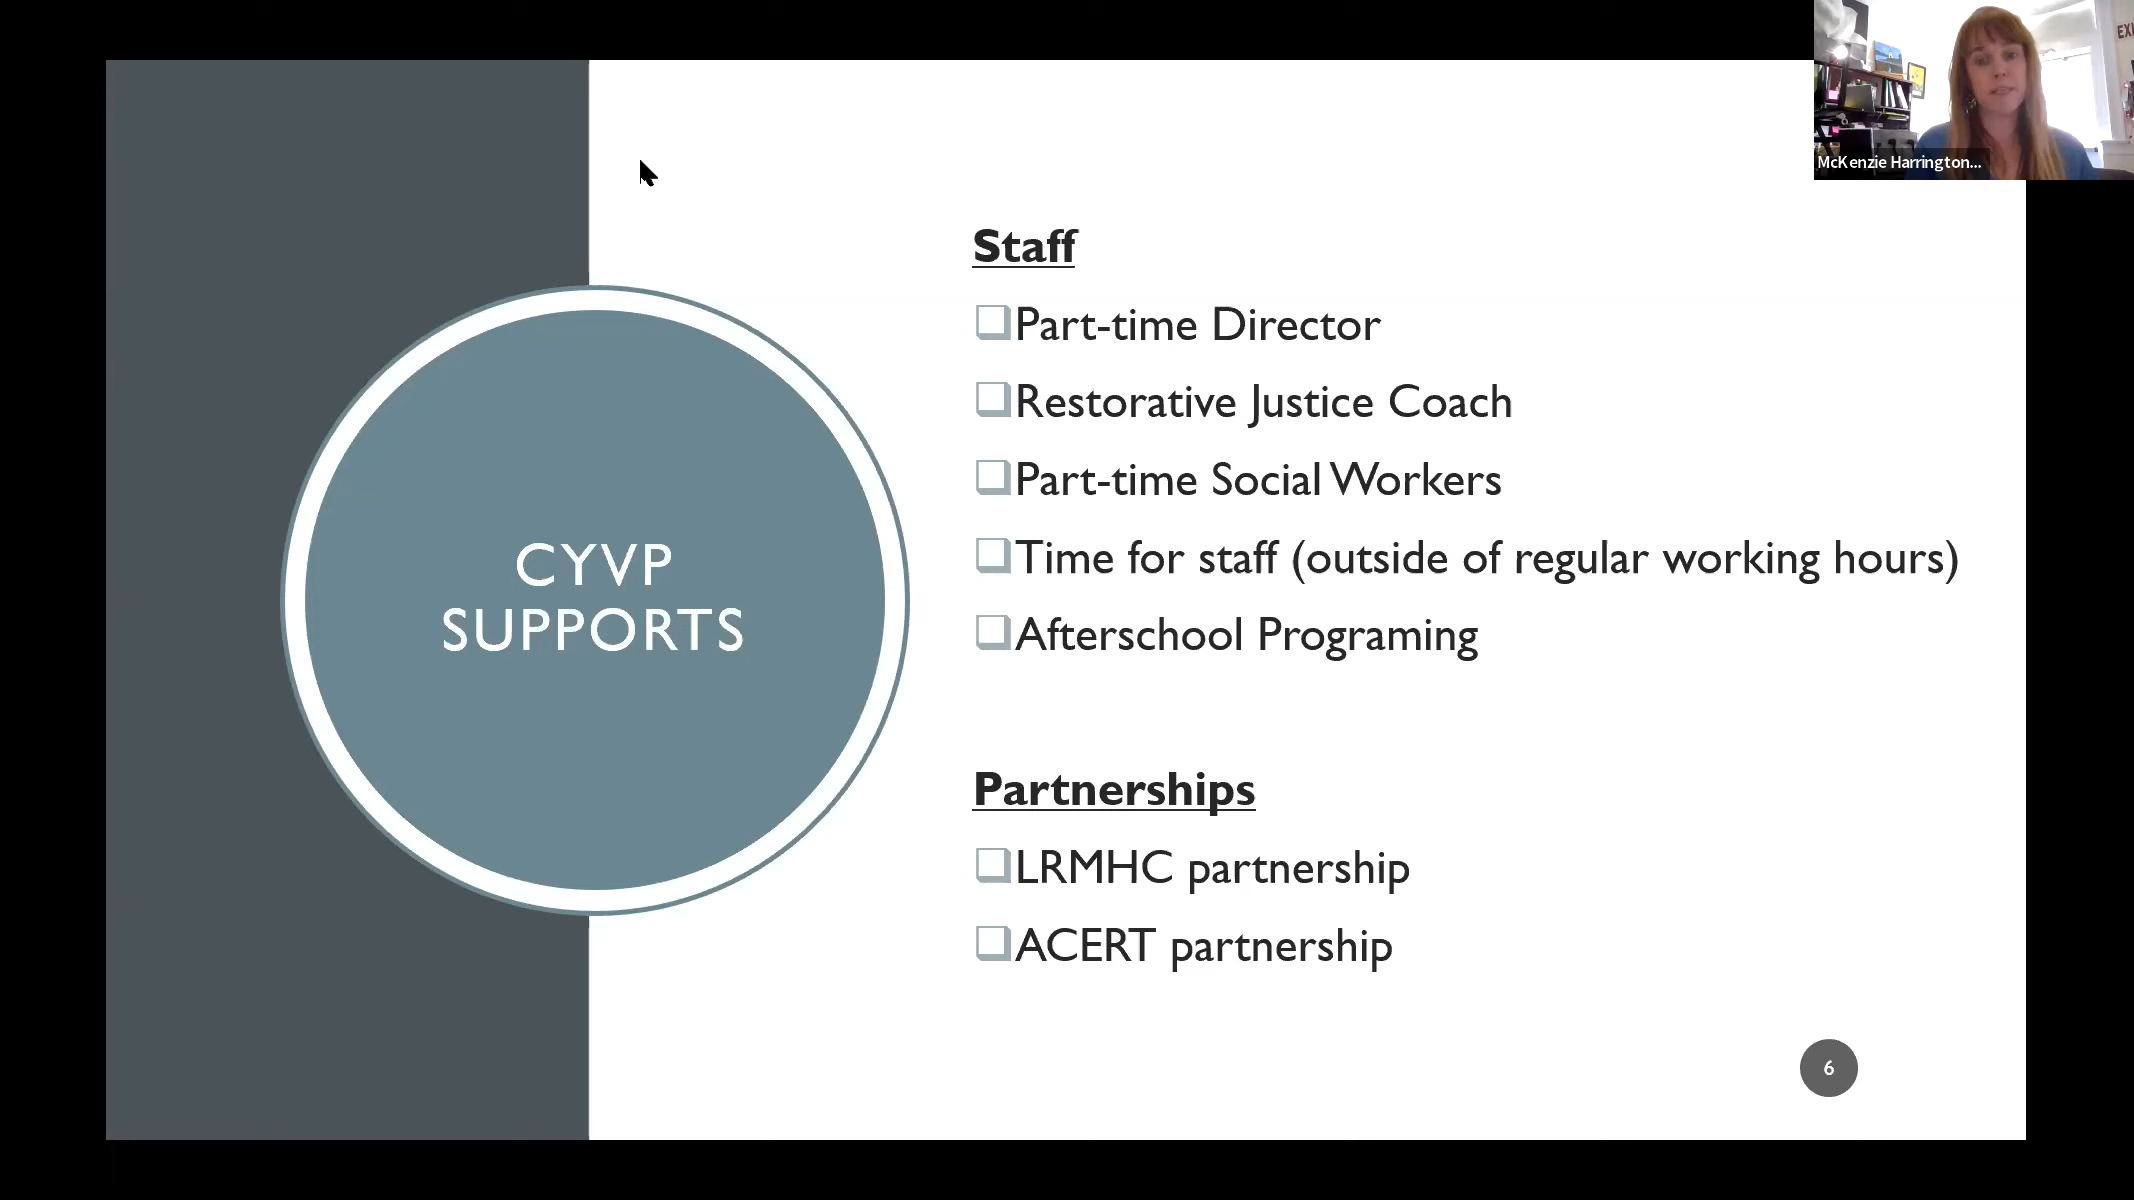 EXI
McKenzie Harrington...
CYVP
SUPPORTS
Staff
Part-time Director
Restorative Justice Coach
Part-time Social Workers
Time for staff (outside of regular working hours)
Afterschool Programing
Partnerships
LRMHC partnership
ACERT partnership
6